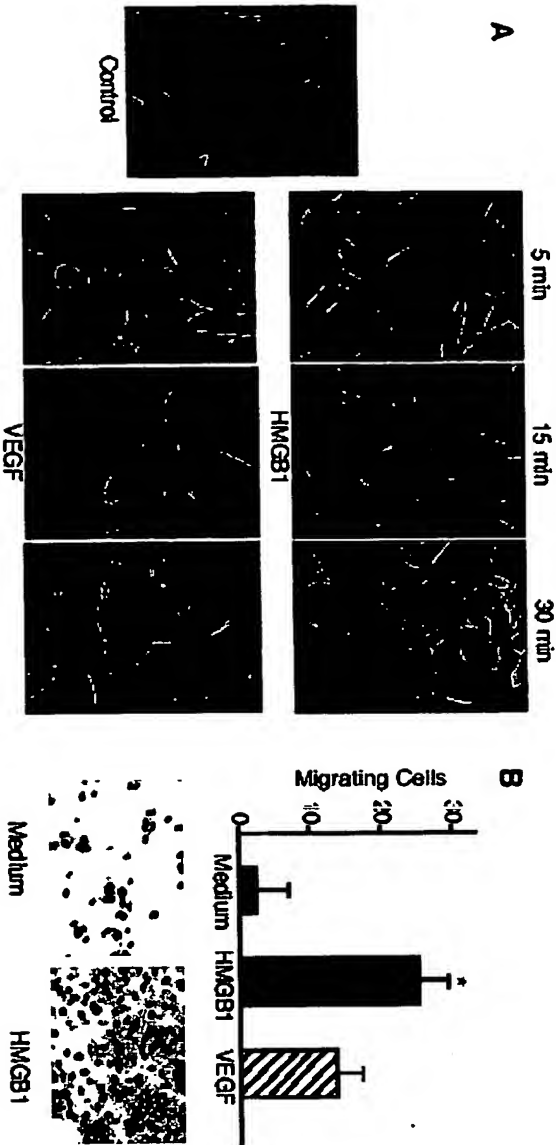 A
5 min 15 min 30 min
HMGB1
Control
VEGF
B
Migrating Cells
30
20
10
0
Medium HMGB1 VEGF
*
Medium HMGB1